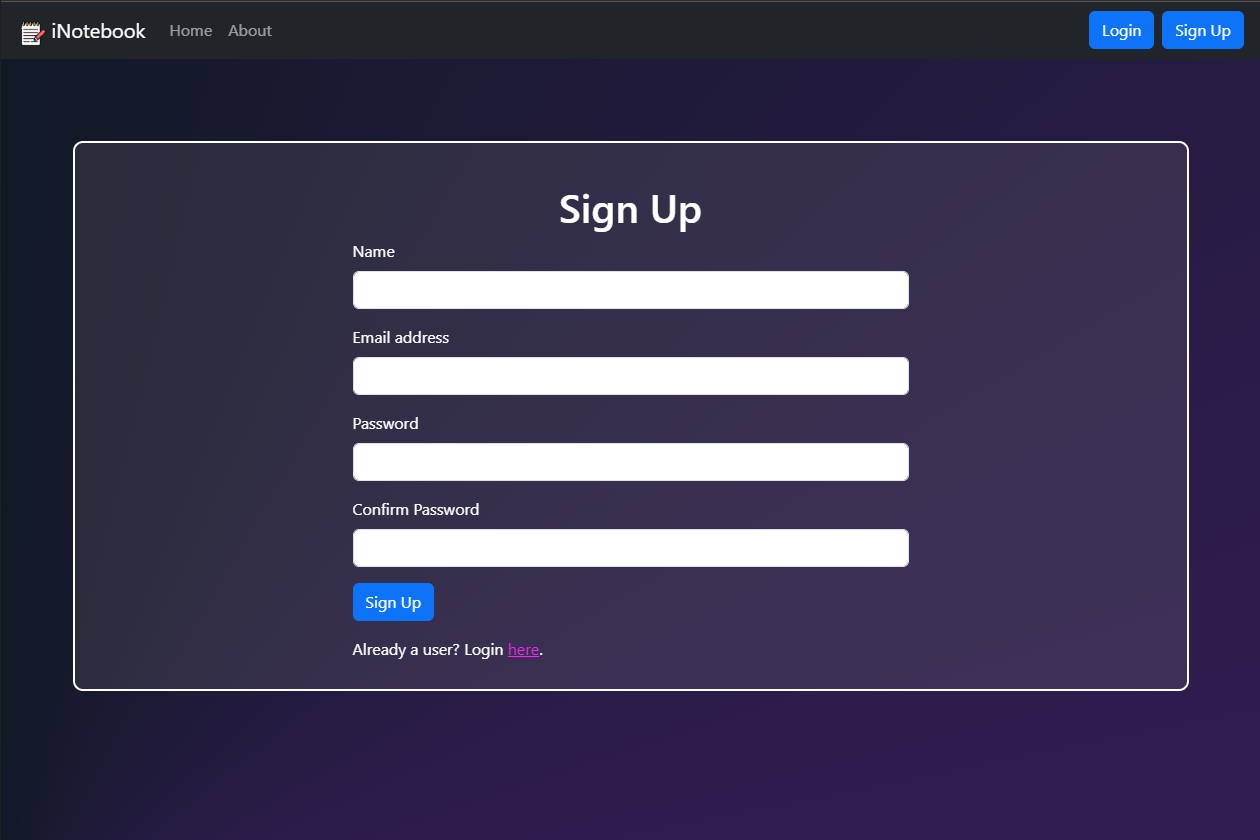 iNotebook Home About Login Sign Up
Sign Up
Name
Email address
Password
Confirm Password
Sign Up
Already a user? Login here.